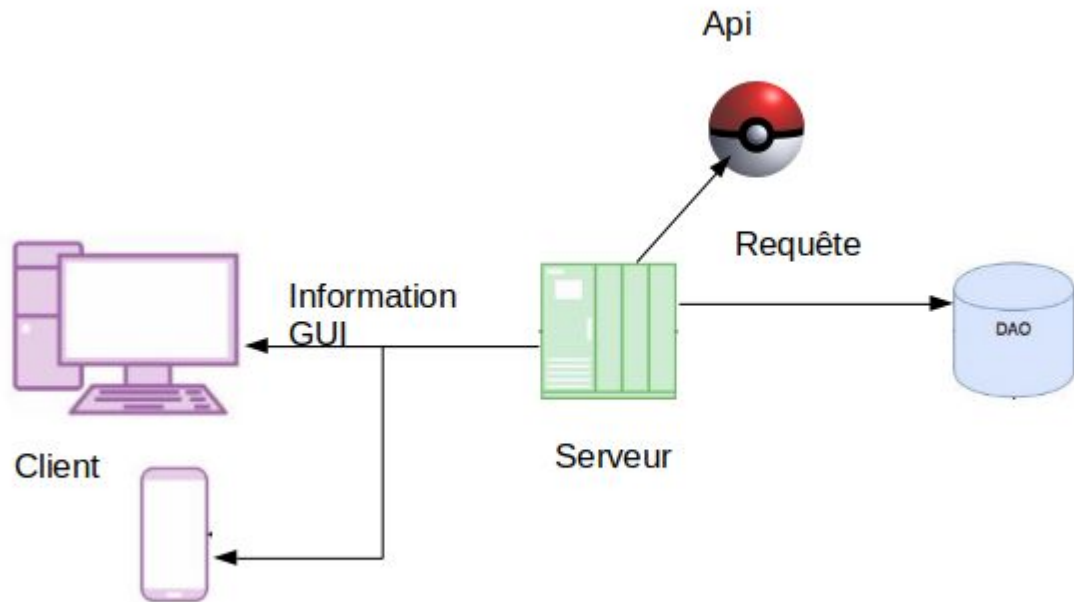 Api
Requête
Information
GUI
DAO
Client
Serveur